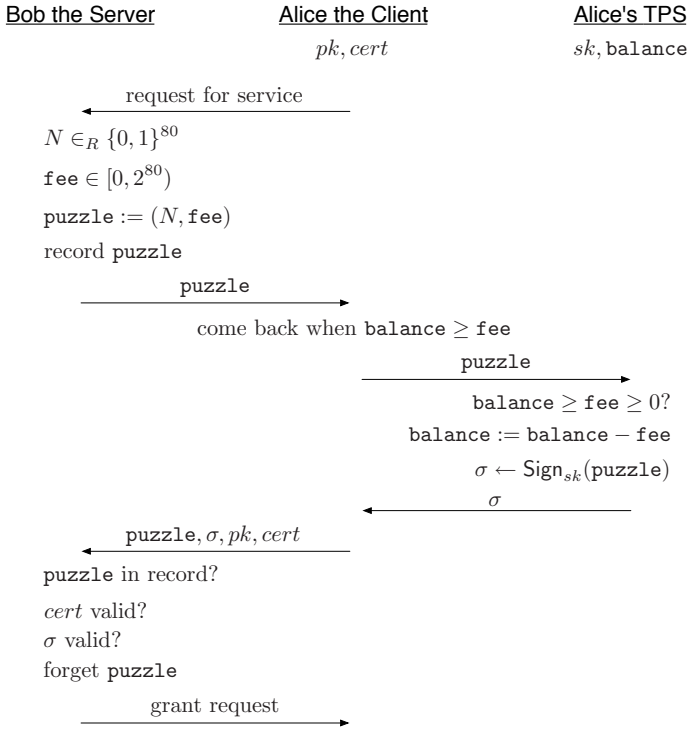 Bob the Server Alice the Client Alice's TPS
pk, cert sk, balance
request for service
N ∈_R {0, 1}^80
fee ∈ [0, 2^80)
puzzle := (N, fee)
record puzzle
puzzle
come back when balance ≥ fee
puzzle
balance ≥ fee ≥ 0?
balance := balance − fee
σ ← Sign_sk(puzzle)
σ
puzzle, σ, pk, cert
puzzle in record?
cert valid?
σ valid?
forget puzzle
grant request